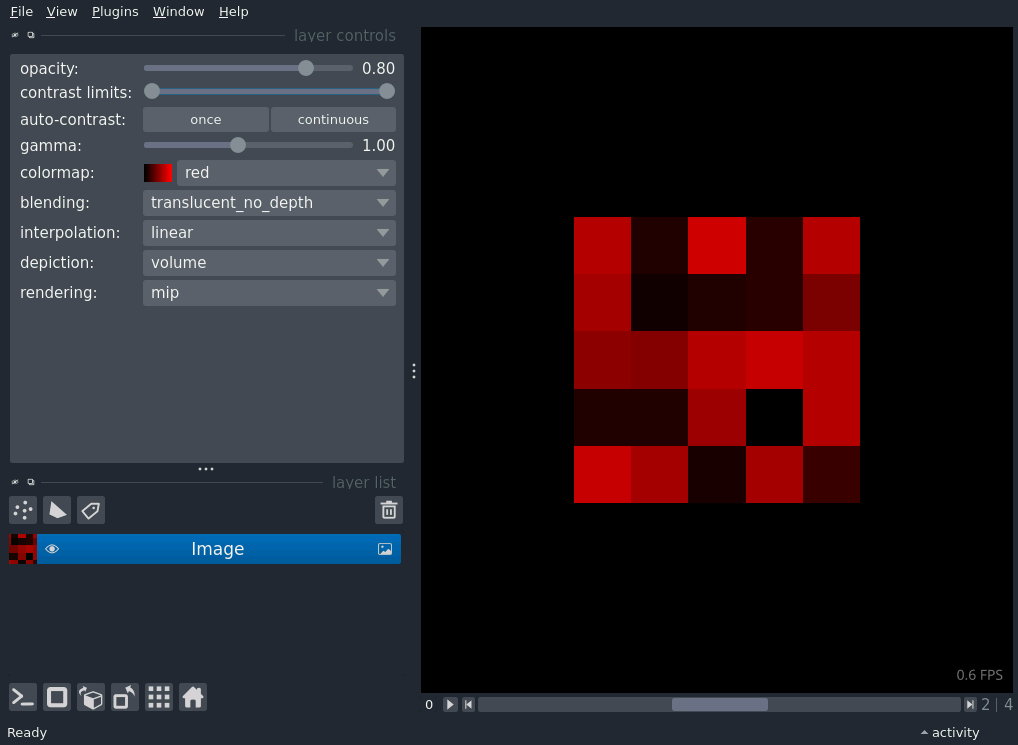 File View Plugins Window Help
layer controls
opacity: 0.80
contrast limits:
auto-contrast: once continuous
gamma: 1.00
colormap: red
blending: translucent_no_depth
interpolation: linear
depiction: volume
rendering: mip
layer list
Image
0.6 FPS
0 2 | 4
Ready activity